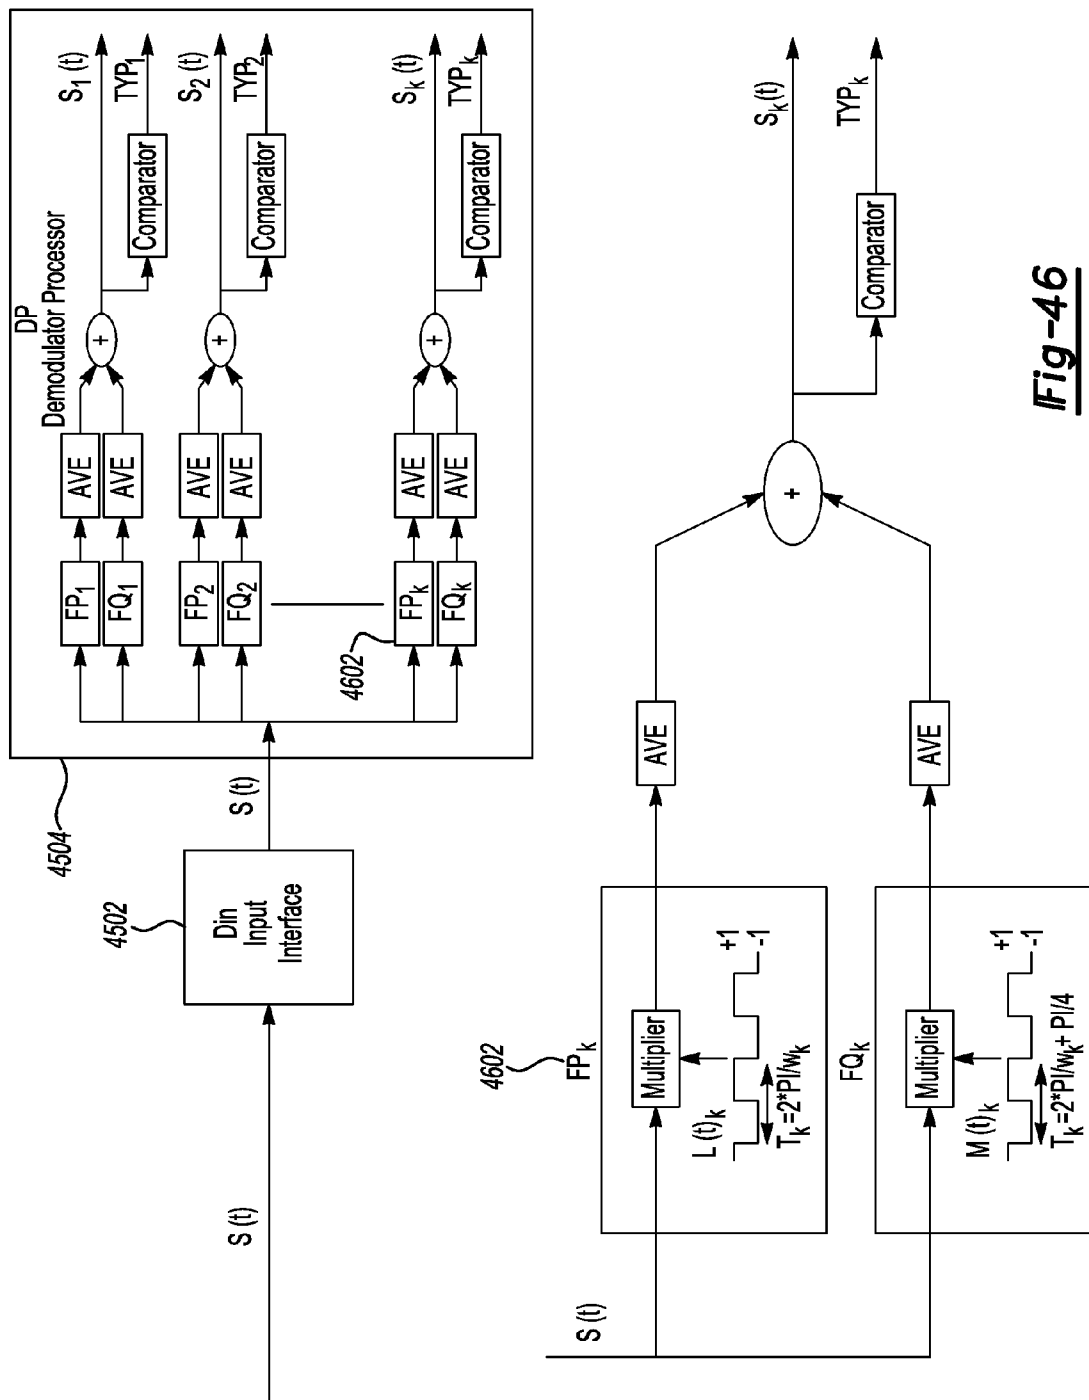 DP
Demodulator Processor
S1 (t)
TYP1
S2 (t)
TYP2
Sk (t)
TYPk
Comparator
Comparator
Comparator
+
+
+
AVE
AVE
AVE
AVE
AVE
AVE
FP1
FQ1
FP2
FQ2
FPk
FQk
4602
4504
S (t)
4502
Din
Input
Interface
S (t)
S (t)
4602
FPk
Multiplier
L (t)k
+1
-1
Tk =2*PI/wk
FQk
Multiplier
M (t)k
+1
-1
Tk =2*PI/wk+ PI/4
AVE
AVE
+
Comparator
Sk(t)
TYPk
Fig-46